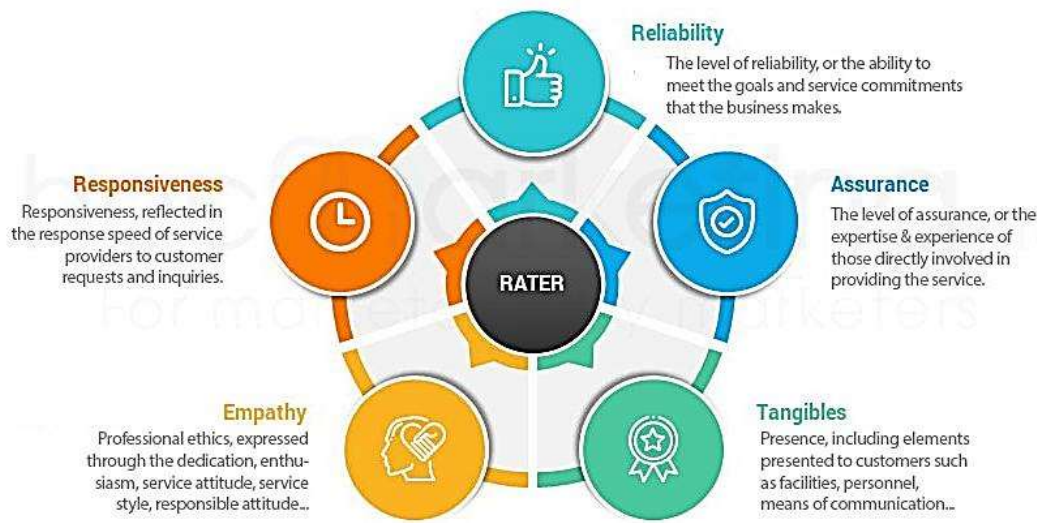 Reliability
The level of reliability, or the ability to
meet the goals and service commitments
that the business makes.
Responsiveness
Responsiveness, reflected in
the response speed of service
providers to customer
requests and inquiries.
Assurance
The level of assurance, or the
expertise & experience of
those directly involved in
providing the service.
RATER
For marketers by marketers
Empathy
Professional ethics, expressed
through the dedication, enthu-
siasm, service attitude, service
style, responsible attitude...
Tangibles
Presence, including elements
presented to customers such
as facilities, personnel,
means of communication...